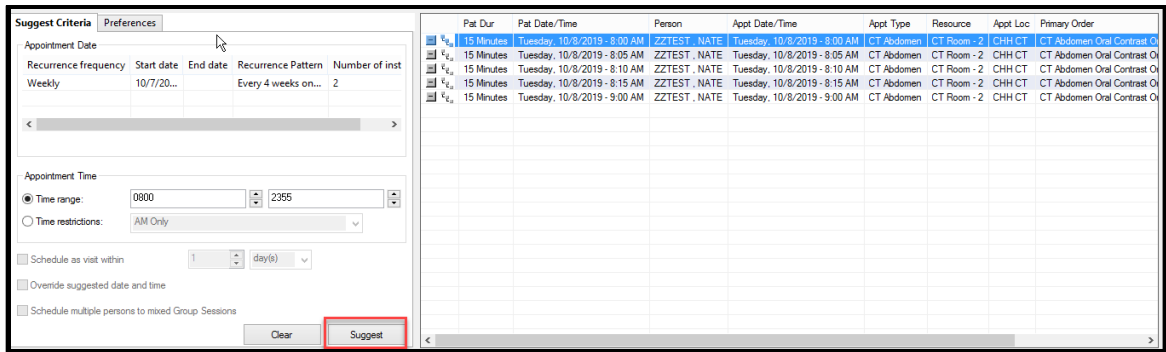 Suggest Criteria Preferences
Appointment Date
Recurrence frequency Start date End date Recurrence Pattern Number of inst
Weekly 10/7/20... Every 4 weeks on... 2
Appointment Time
Time range: 0800 2355
Time restrictions: AM Only
Schedule as visit within 1 day(s)
Override suggested date and time
Schedule multiple persons to mixed Group Sessions
Clear Suggest
Pat Dur Pat Date/Time Person Appt Date/Time Appt Type Resource Appt Loc Primary Order
15 Minutes Tuesday, 10/8/2019 - 8:00 AM ZZTEST , NATE Tuesday, 10/8/2019 - 8:00 AM CT Abdomen CT Room - 2 CHH CT CT Abdomen Oral Contrast Or
15 Minutes Tuesday, 10/8/2019 - 8:05 AM ZZTEST , NATE Tuesday, 10/8/2019 - 8:05 AM CT Abdomen CT Room - 2 CHH CT CT Abdomen Oral Contrast Or
15 Minutes Tuesday, 10/8/2019 - 8:10 AM ZZTEST , NATE Tuesday, 10/8/2019 - 8:10 AM CT Abdomen CT Room - 2 CHH CT CT Abdomen Oral Contrast Or
15 Minutes Tuesday, 10/8/2019 - 8:15 AM ZZTEST , NATE Tuesday, 10/8/2019 - 8:15 AM CT Abdomen CT Room - 2 CHH CT CT Abdomen Oral Contrast Or
15 Minutes Tuesday, 10/8/2019 - 9:00 AM ZZTEST , NATE Tuesday, 10/8/2019 - 9:00 AM CT Abdomen CT Room - 2 CHH CT CT Abdomen Oral Contrast Or